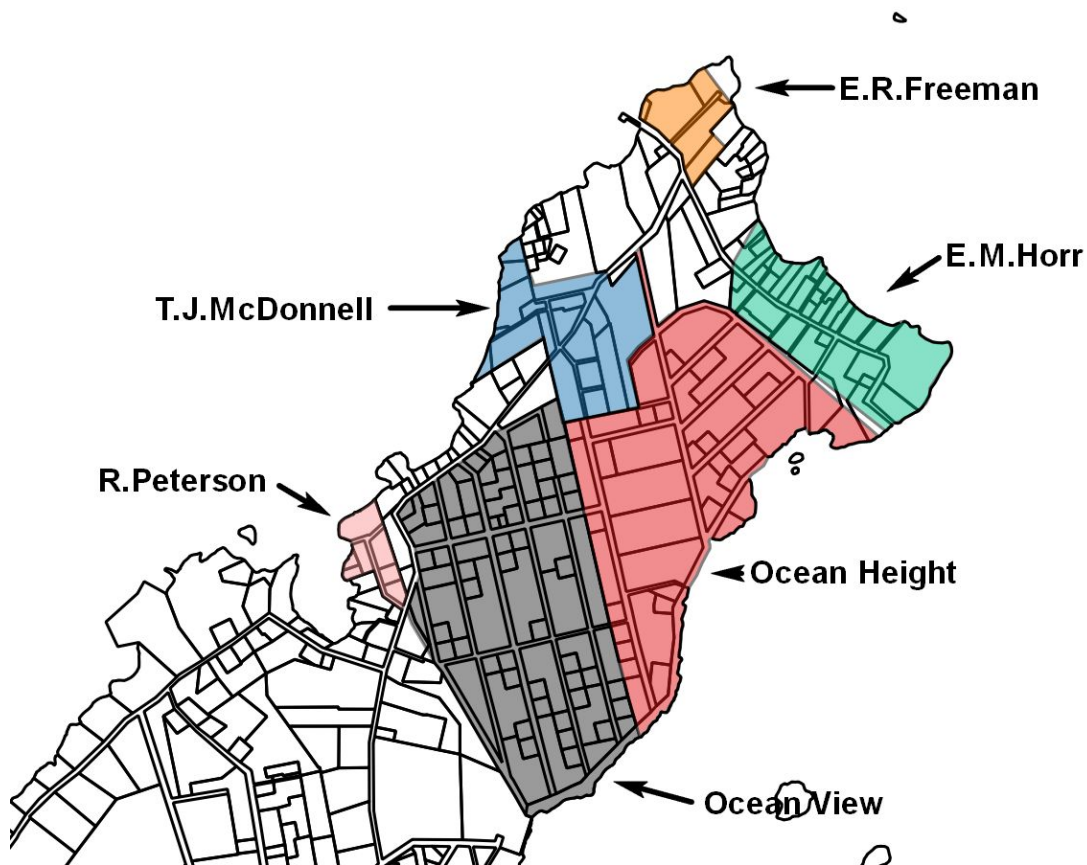 E.R.Freeman
E.M.Horr
T.J.McDonnell
R.Peterson
Ocean Height
Ocean View